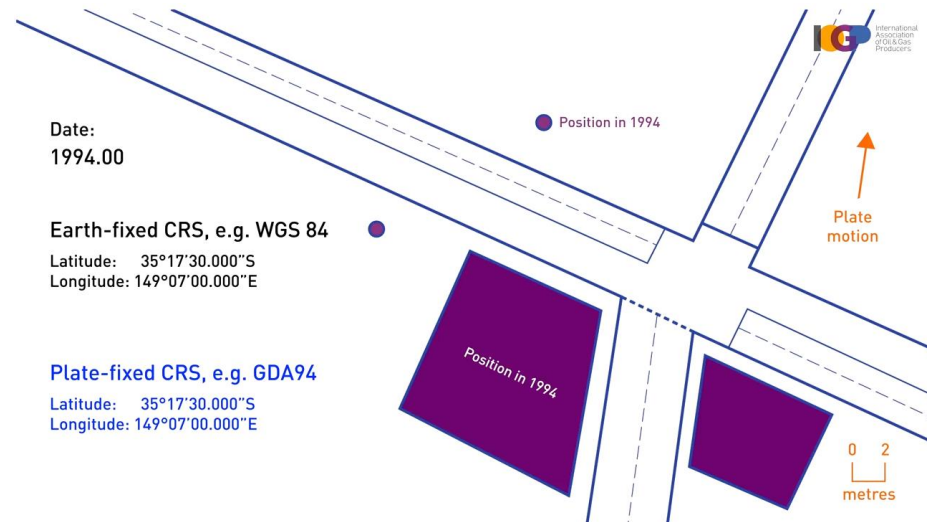 International
Association
of Oil & Gas
Producers
Position in 1994
Date:
1994.00
Earth-fixed CRS, e.g. WGS 84
Latitude: 35°17’30.000”S
Longitude: 149°07’00.000”E
Plate
motion
Position in 1994
Plate-fixed CRS, e.g. GDA94
Latitude: 35°17’30.000”S
Longitude: 149°07’00.000”E
0 2
metres